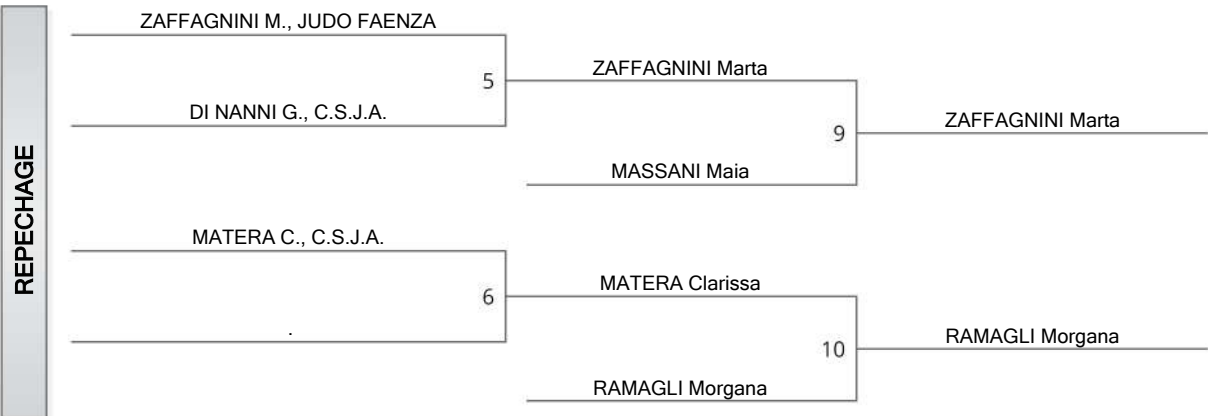 REPECHAGE
ZAFFAGNINI M., JUDO FAENZA
5
ZAFFAGNINI Marta
DI NANNI G., C.S.J.A.
9
ZAFFAGNINI Marta
MASSANI Maia
MATERA C., C.S.J.A.
6
MATERA Clarissa
.
10
RAMAGLI Morgana
RAMAGLI Morgana